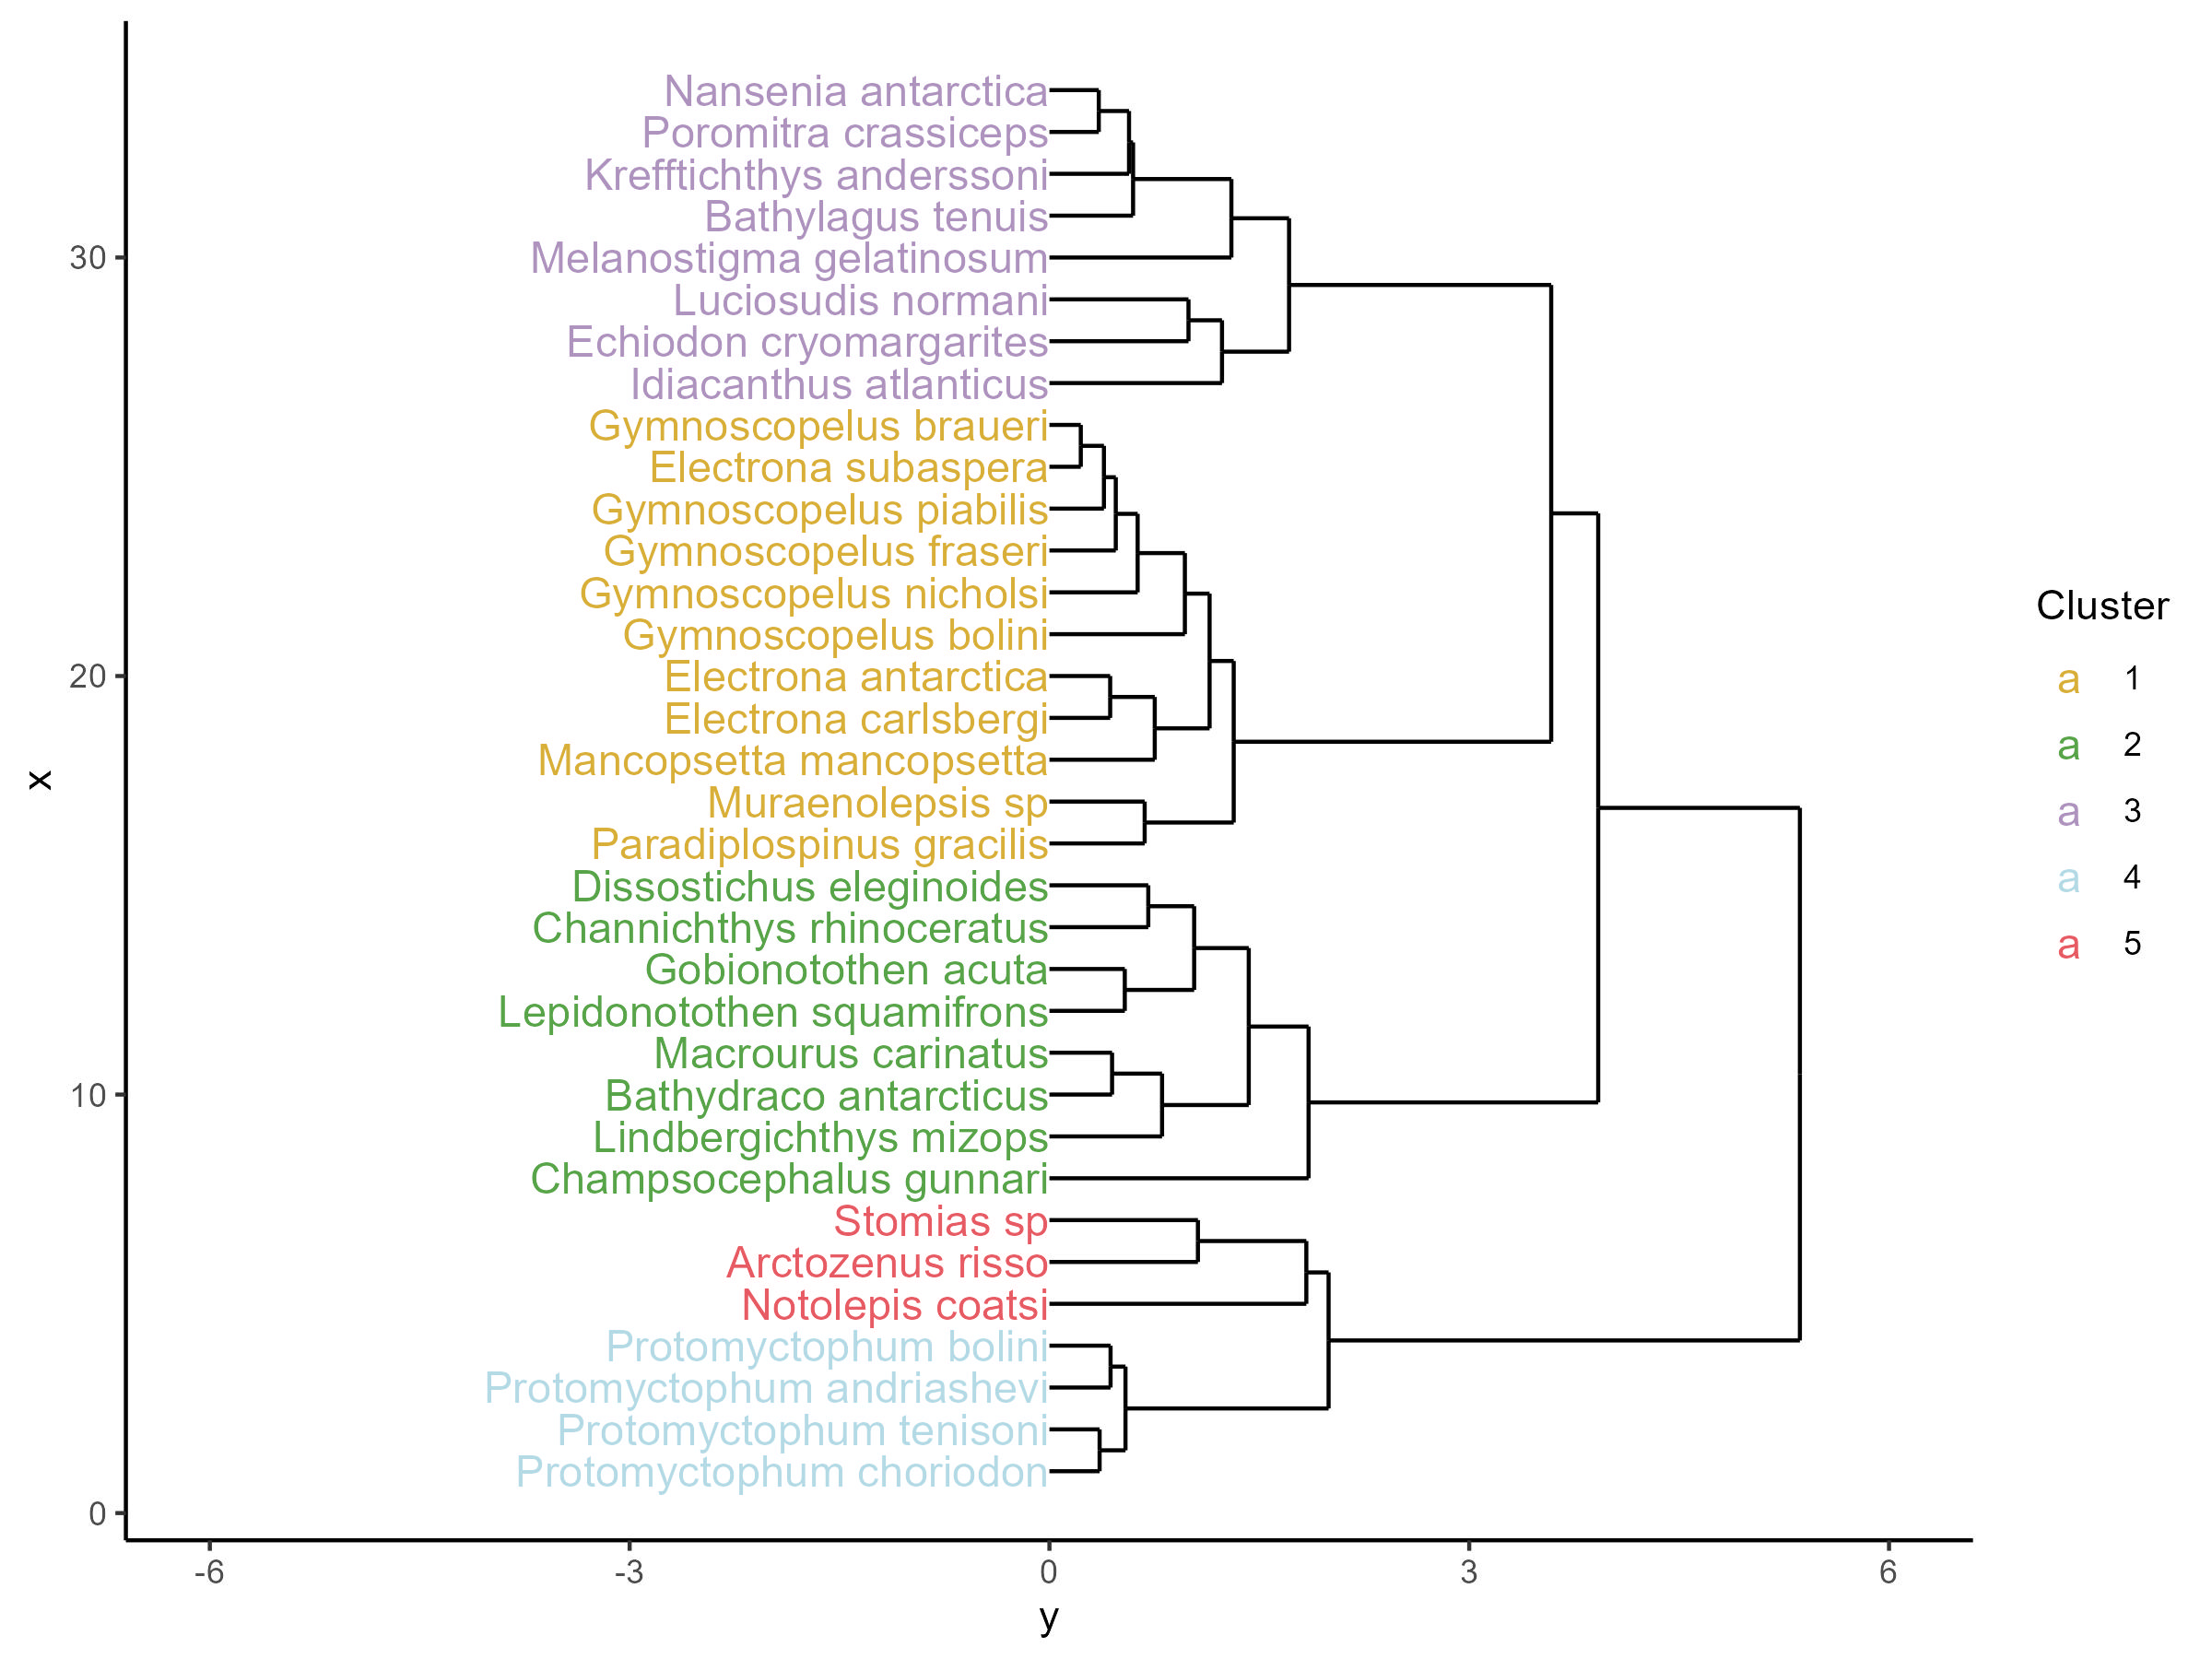 Nansenia antarctica
Poromitra crassiceps
Krefftichthys anderssoni
Bathylagus tenuis
Melanostigma gelatinosum
Luciosudis normani
Echiodon cryomargarites
Idiacanthus atlanticus
Gymnoscopelus braueri
Electrona subaspera
Gymnoscopelus piabilis
Gymnoscopelus fraseri
Gymnoscopelus nicholsi
Gymnoscopelus bolini
Electrona antarctica
Electrona carlsbergi
Mancopsetta mancopsetta
Muraenolepsis sp
Paradiplospinus gracilis
Dissostichus eleginoides
Channichthys rhinoceratus
Gobionotothen acuta
Lepidonotothen squamifrons
Macrourus carinatus
Bathydraco antarcticus
Lindbergichthys mizops
Champsocephalus gunnari
Stomias sp
Arctozenus risso
Notolepis coatsi
Protomyctophum bolini
Protomyctophum andriashevi
Protomyctophum tenisoni
Protomyctophum choriodon
30
20
10
0
x
-6 -3 0 3 6
y
Cluster
a 1
a 2
a 3
a 4
a 5